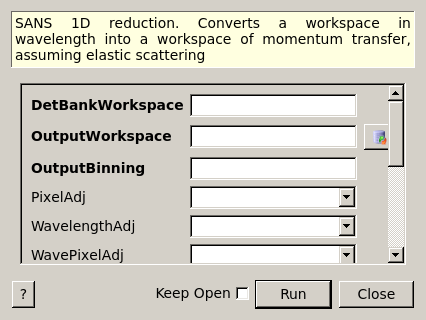 SANS 1D reduction. Converts a workspace in
wavelength into a workspace of momentum transfer,
assuming elastic scattering
DetBankWorkspace
OutputWorkspace
OutputBinning
PixelAdj
WavelengthAdj
WavePixelAdj
?
Keep Open
Run
Close